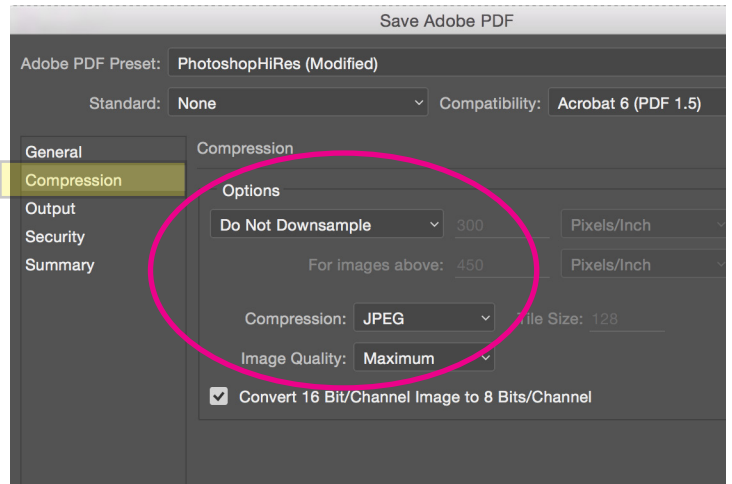 Save Adobe PDF
Adobe PDF Preset: PhotoshopHiRes (Modified)
Standard: None Compatibility: Acrobat 6 (PDF 1.5)
General
Compression
Output
Security
Summary
Compression
Options
Do Not Downsample 300 Pixels/Inch
For images above: 450 Pixels/Inch
Compression: JPEG Tile Size: 128
Image Quality: Maximum
Convert 16 Bit/Channel Image to 8 Bits/Channel